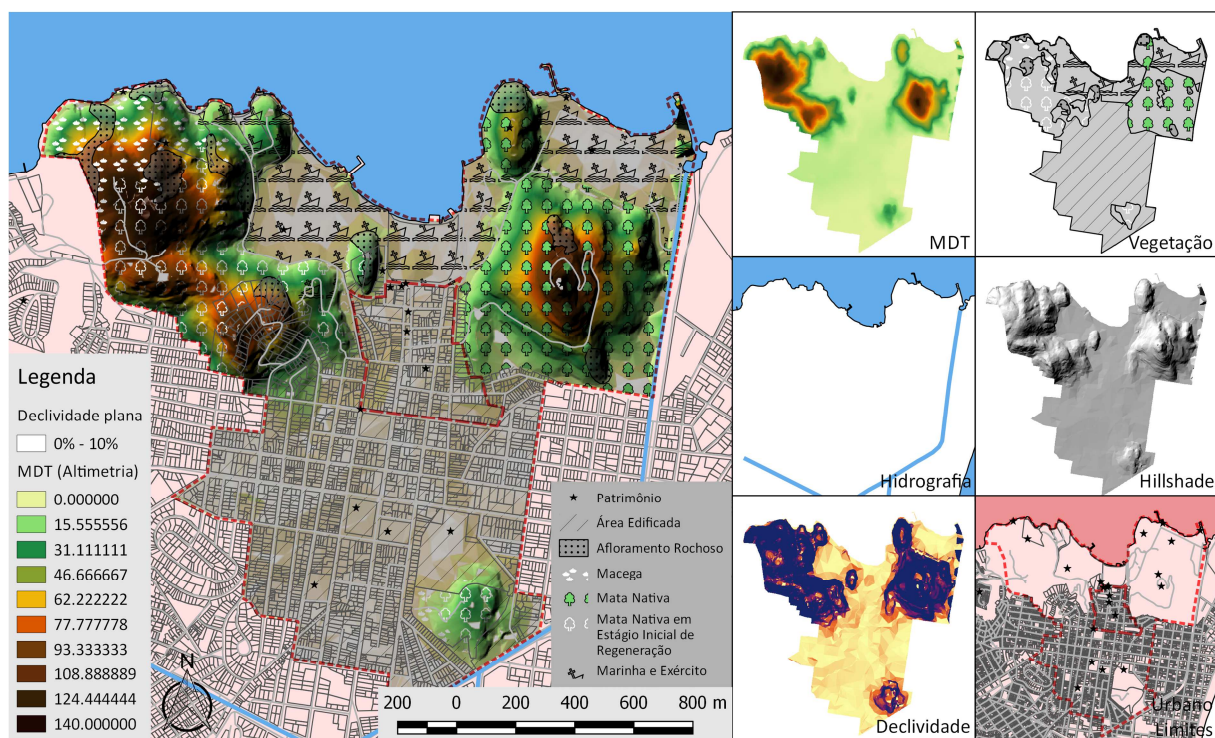 Legenda
Declividade plana
0% - 10%
MDT (Altimetria)
0.000000
15.555556
31.111111
46.666667
62.222222
77.777778
93.333333
108.888889
124.444444
140.000000
N
Patrimônio
Área Edificada
Afloramento Rochoso
Macega
Mata Nativa
Mata Nativa em
Estágio Inicial de
Regeneração
Marinha e Exército
200 0 200 400 600 800 m
MDT
Vegetação
Hidrografia
Hillshade
Declividade
Urbano
Limites